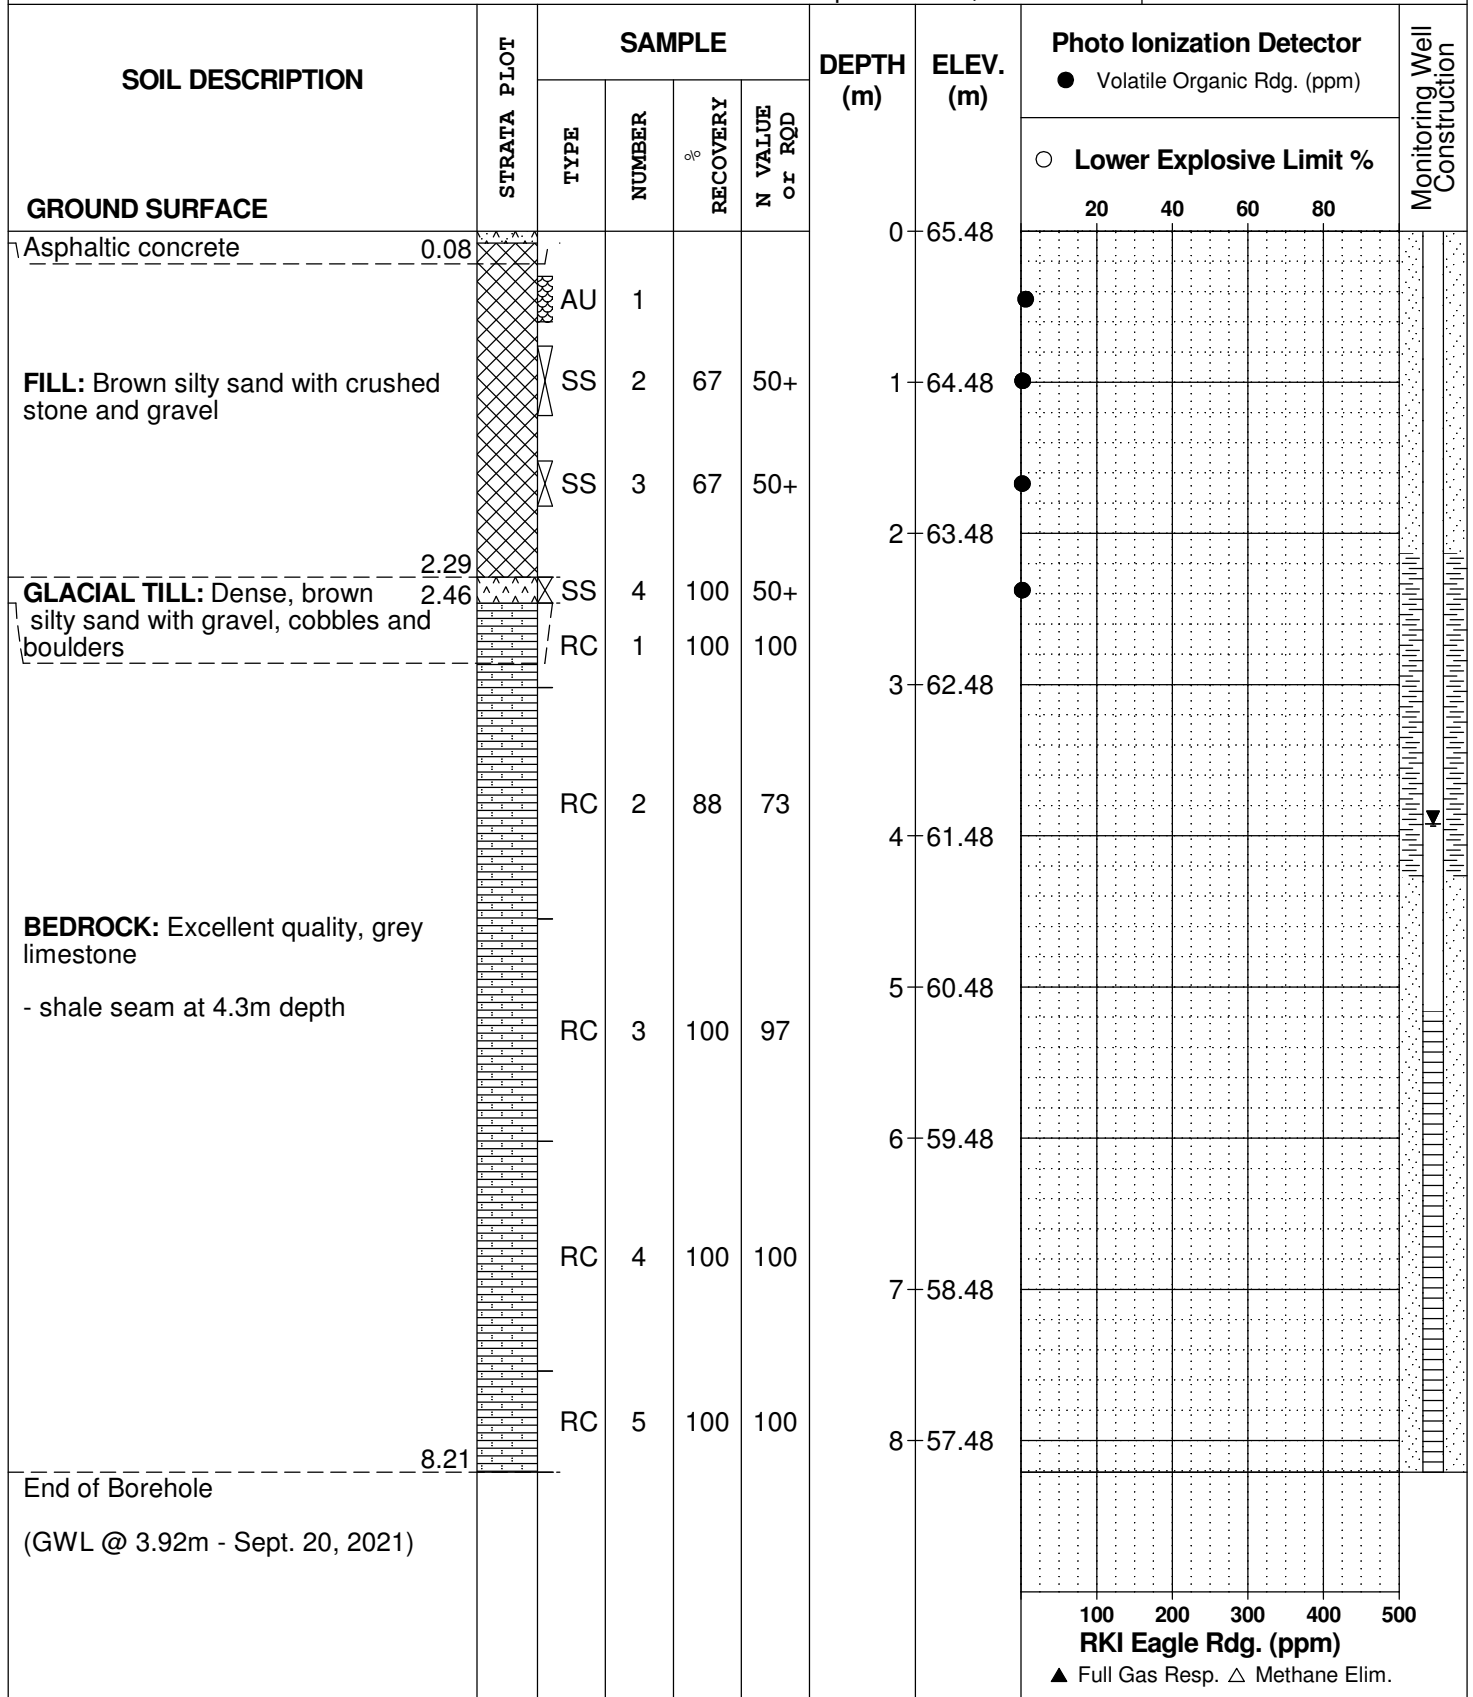 SOIL DESCRIPTION
GROUND SURFACE
STRATA PLOT
SAMPLE
TYPE
NUMBER
% RECOVERY
N VALUE
or RQD
DEPTH
(m)
ELEV.
(m)
Photo Ionization Detector
● Volatile Organic Rdg. (ppm)
○ Lower Explosive Limit %
20 40 60 80
Monitoring Well
Construction
0 65.48
Asphaltic concrete 0.08
AU 1
FILL: Brown silty sand with crushed
stone and gravel
SS 2 67 50+
1 64.48
SS 3 67 50+
2 63.48
2.29
GLACIAL TILL: Dense, brown 2.46
silty sand with gravel, cobbles and
boulders
SS 4 100 50+
RC 1 100 100
3 62.48
RC 2 88 73
4 61.48
BEDROCK: Excellent quality, grey
limestone
- shale seam at 4.3m depth
5 60.48
RC 3 100 97
6 59.48
RC 4 100 100
7 58.48
RC 5 100 100
8 57.48
8.21
End of Borehole
(GWL @ 3.92m - Sept. 20, 2021)
100 200 300 400 500
RKI Eagle Rdg. (ppm)
▲ Full Gas Resp. △ Methane Elim.